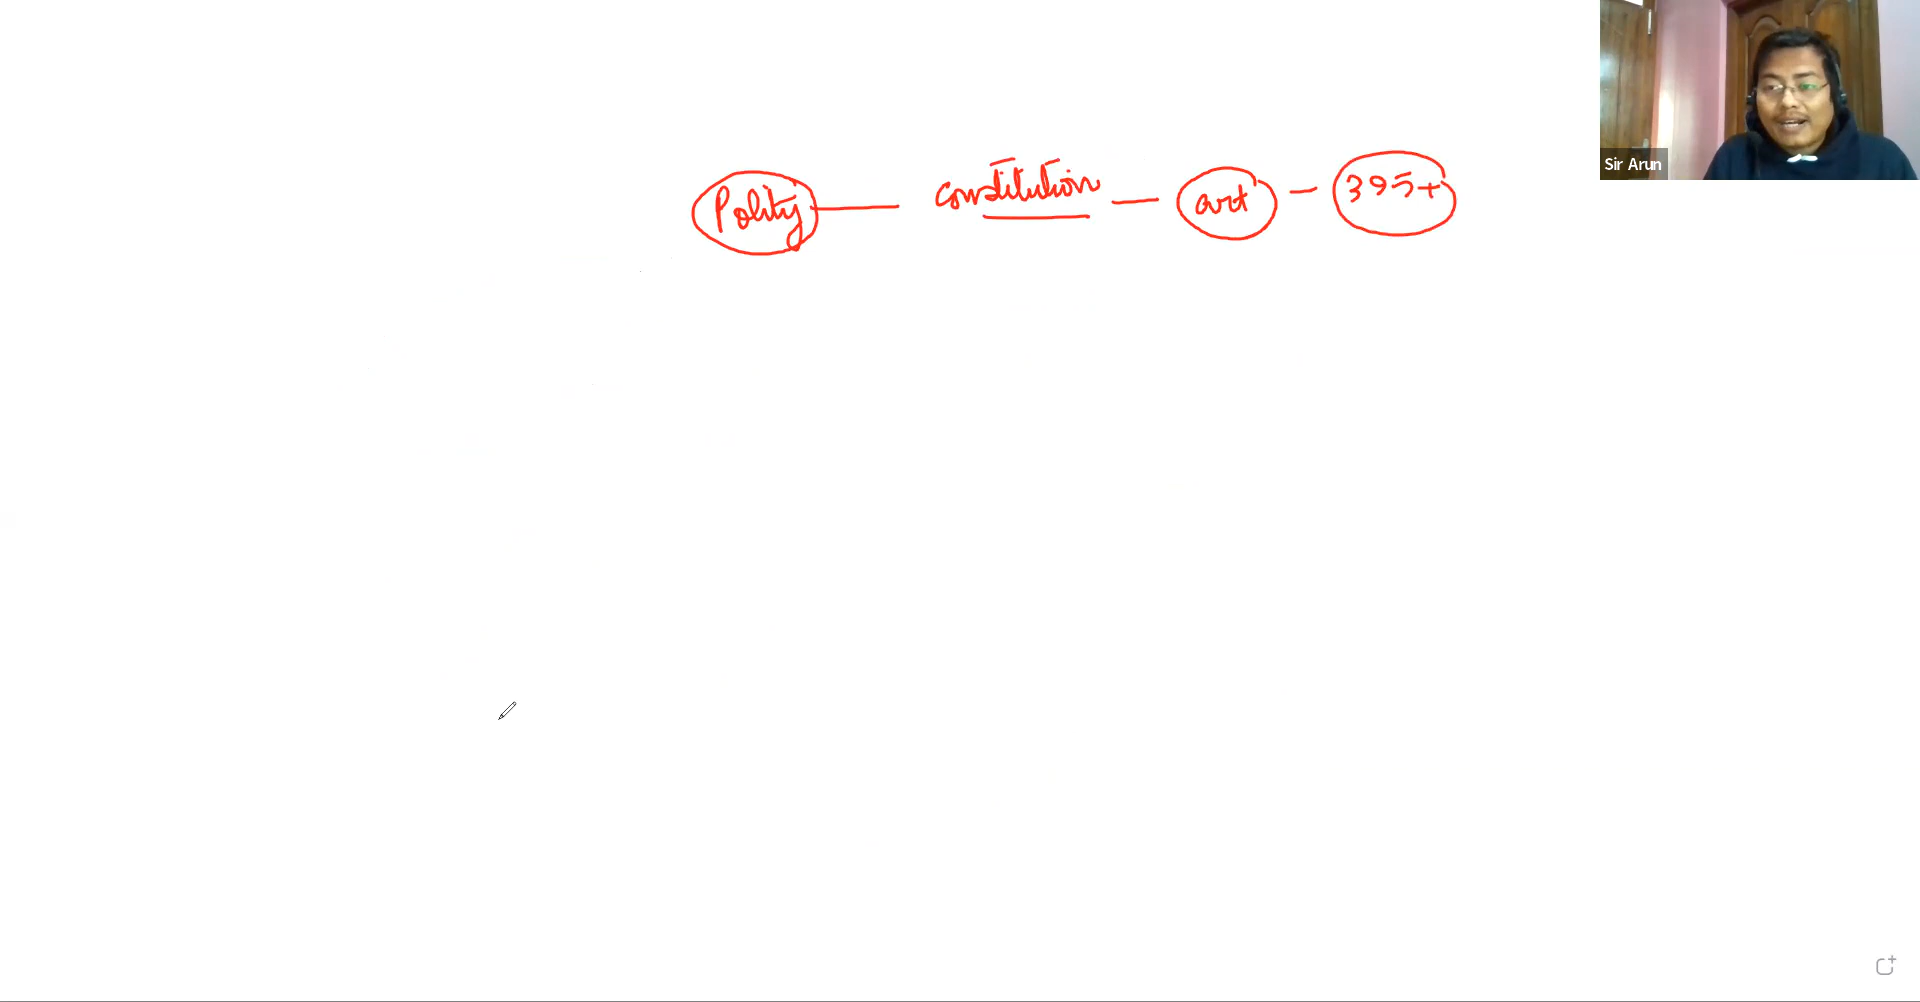 Sir Arun
Polity — constitution — art — 395+